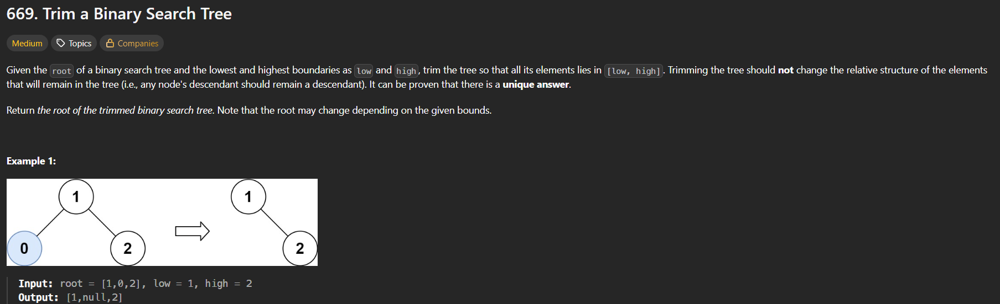 669. Trim a Binary Search Tree
Medium Topics Companies
Given the root of a binary search tree and the lowest and highest boundaries as low and high, trim the tree so that all its elements lies in [low, high]. Trimming the tree should not change the relative structure of the elements
that will remain in the tree (i.e., any node's descendant should remain a descendant). It can be proven that there is a unique answer.
Return the root of the trimmed binary search tree. Note that the root may change depending on the given bounds.
Example 1:
1 1
0 2 2
Input: root = [1,0,2], low = 1, high = 2
Output: [1,null,2]